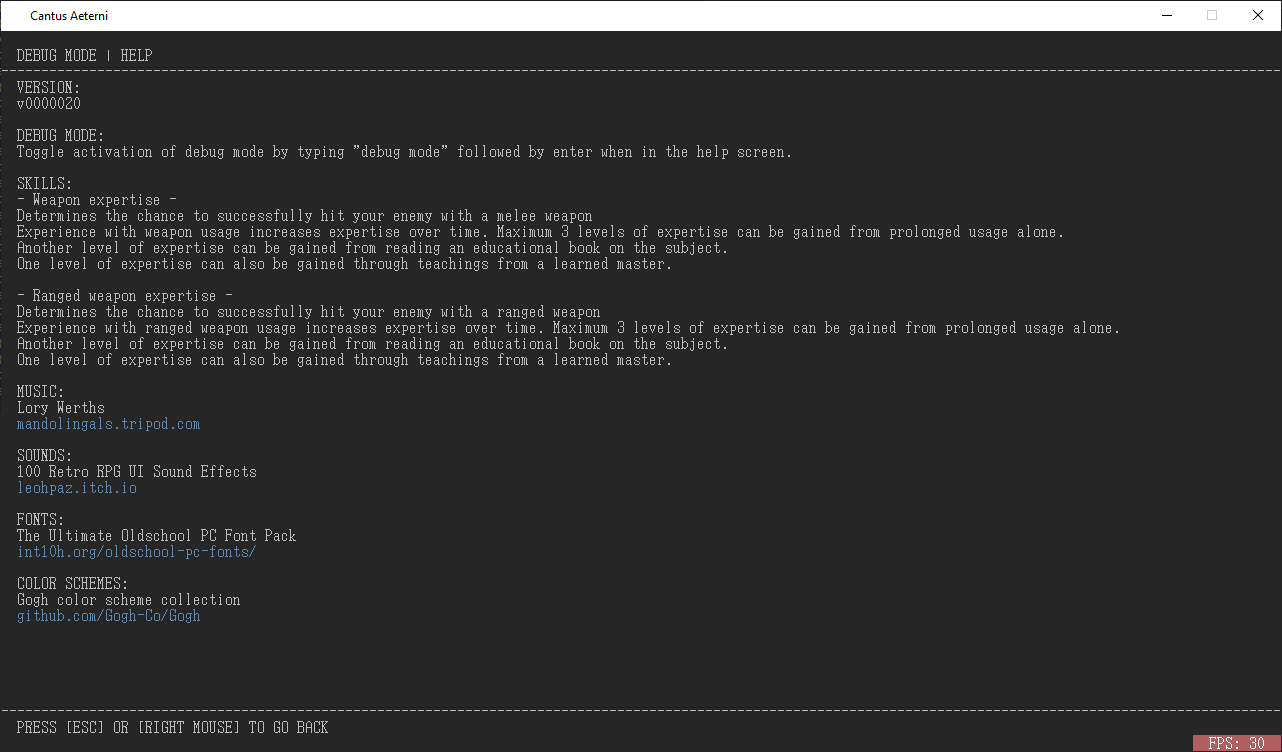 Cantus Aeterni
DEBUG MODE | HELP
VERSION:
v0000020
DEBUG MODE:
Toggle activation of debug mode by typing "debug mode" followed by enter when in the help screen.
SKILLS:
- Weapon expertise -
Determines the chance to successfully hit your enemy with a melee weapon
Experience with weapon usage increases expertise over time. Maximum 3 levels of expertise can be gained from prolonged usage alone.
Another level of expertise can be gained from reading an educational book on the subject.
One level of expertise can also be gained through teachings from a learned master.
- Ranged weapon expertise -
Determines the chance to successfully hit your enemy with a ranged weapon
Experience with ranged weapon usage increases expertise over time. Maximum 3 levels of expertise can be gained from prolonged usage alone.
Another level of expertise can be gained from reading an educational book on the subject.
One level of expertise can also be gained through teachings from a learned master.
MUSIC:
Lory Werths
mandolingals.tripod.com
SOUNDS:
100 Retro RPG UI Sound Effects
leohpaz.itch.io
FONTS:
The Ultimate Oldschool PC Font Pack
int10h.org/oldschool-pc-fonts/
COLOR SCHEMES:
Gogh color scheme collection
github.com/Gogh-Co/Gogh
PRESS [ESC] OR [RIGHT MOUSE] TO GO BACK
FPS: 30